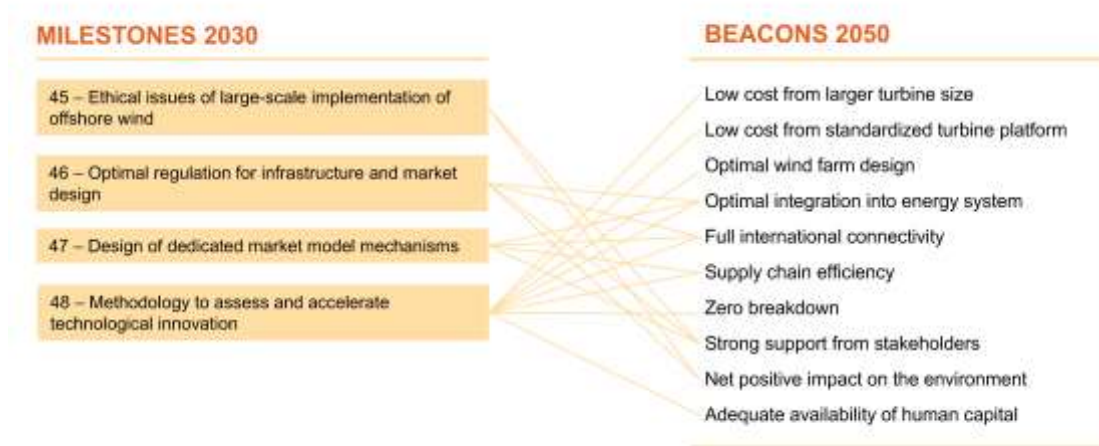 MILESTONES 2030
45 – Ethical issues of large-scale implementation of
offshore wind
46 – Optimal regulation for infrastructure and market
design
47 – Design of dedicated market model mechanisms
48 – Methodology to assess and accelerate
technological innovation
BEACONS 2050
Low cost from larger turbine size
Low cost from standardized turbine platform
Optimal wind farm design
Optimal integration into energy system
Full international connectivity
Supply chain efficiency
Zero breakdown
Strong support from stakeholders
Net positive impact on the environment
Adequate availability of human capital